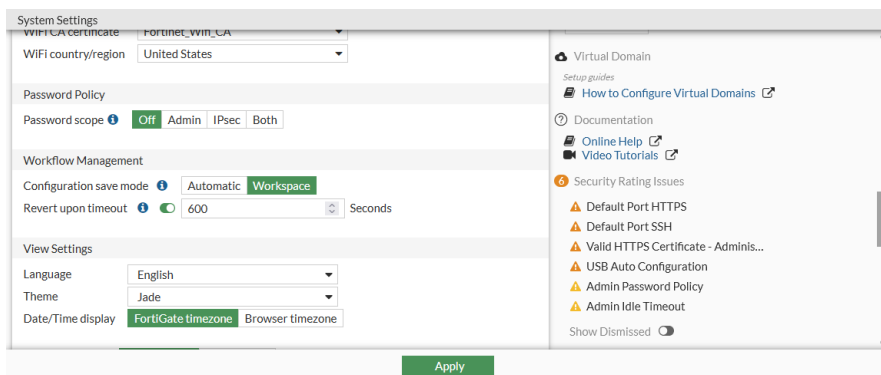 System Settings
WiFi CA certificate Fortinet_Wifi_CA
WiFi country/region United States
Password Policy
Password scope Off Admin IPsec Both
Workflow Management
Configuration save mode Automatic Workspace
Revert upon timeout 600 Seconds
View Settings
Language English
Theme Jade
Date/Time display FortiGate timezone Browser timezone
Virtual Domain
Setup guides
How to Configure Virtual Domains
Documentation
Online Help
Video Tutorials
6 Security Rating Issues
Default Port HTTPS
Default Port SSH
Valid HTTPS Certificate - Adminis...
USB Auto Configuration
Admin Password Policy
Admin Idle Timeout
Show Dismissed
Apply